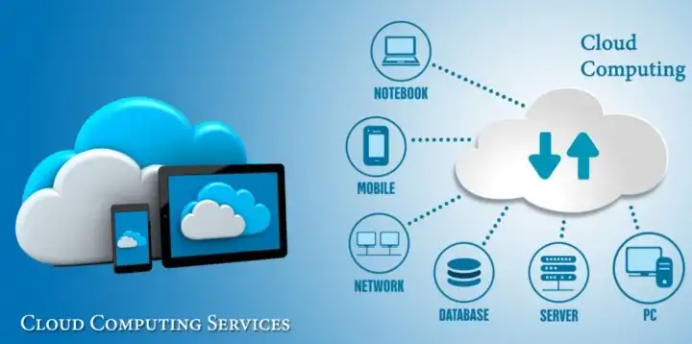 Cloud
Computing
NOTEBOOK
MOBILE
NETWORK
DATABASE
SERVER
PC
CLOUD COMPUTING SERVICES